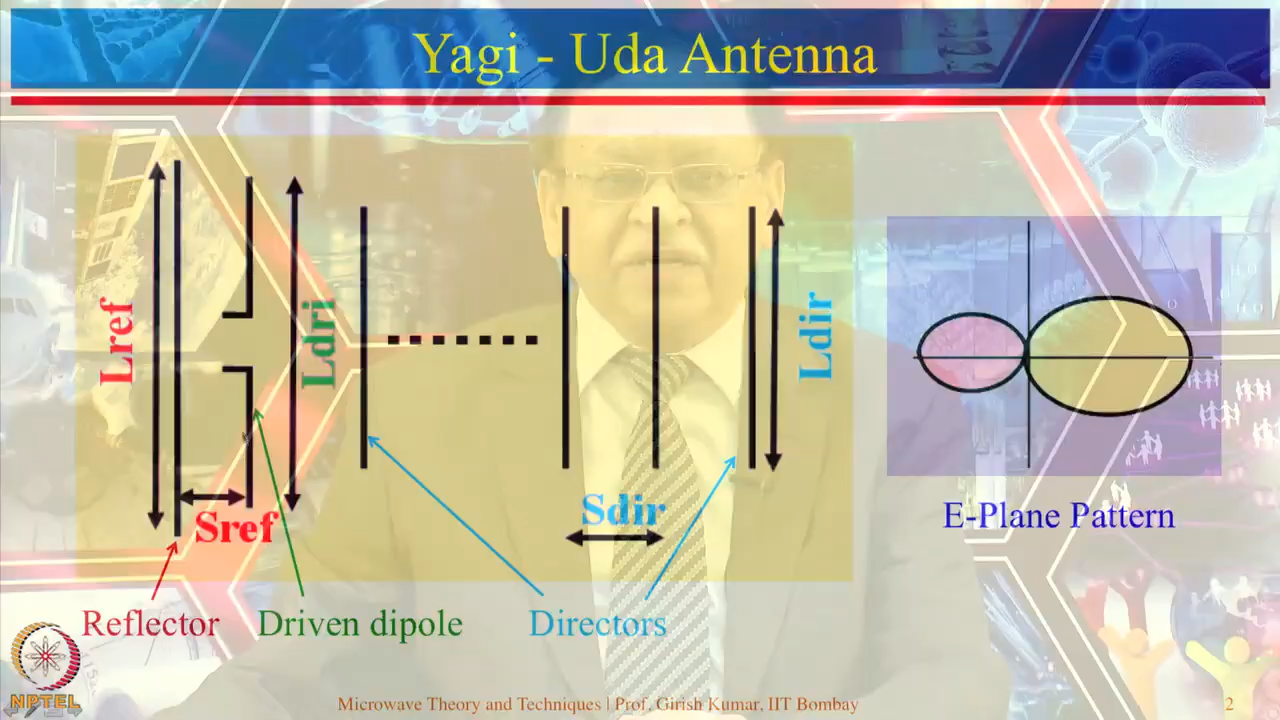 Yagi - Uda Antenna
Lref
Ldri
Ldir
Sref
Sdir
E-Plane Pattern
Reflector
Driven dipole
Directors
NPTEL
Microwave Theory and Techniques | Prof. Girish Kumar, IIT Bombay
2